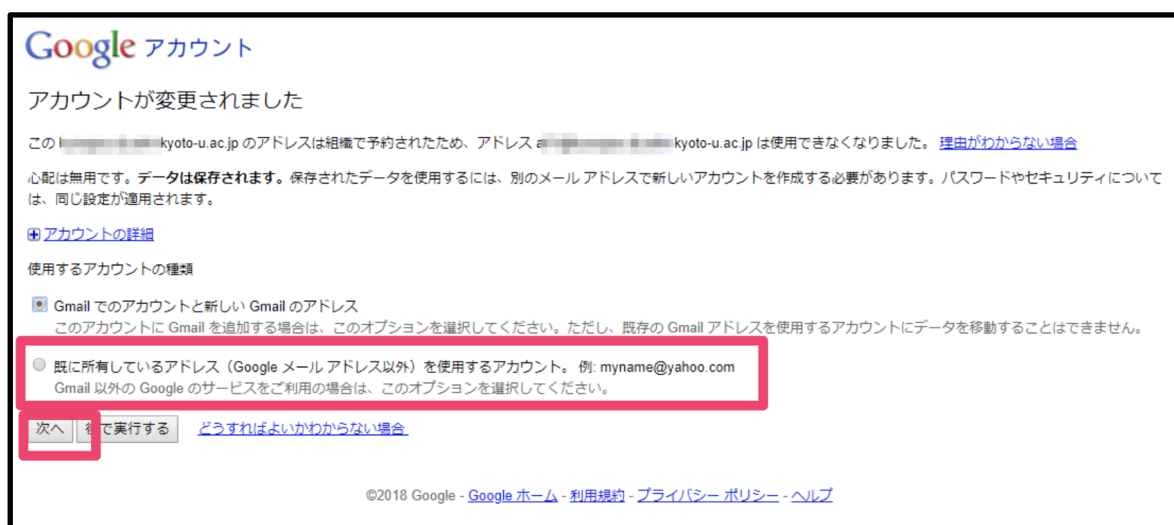 Google アカウント
アカウントが変更されました
この kyoto-u.ac.jp のアドレスは組織で予約されたため、アドレス a kyoto-u.ac.jp は使用できなくなりました。 理由がわからない場合
心配は無用です。データは保存されます。保存されたデータを使用するには、別のメール アドレスで新しいアカウントを作成する必要があります。パスワードやセキュリティについて
は、同じ設定が適用されます。
アカウントの詳細
使用するアカウントの種類
Gmail でのアカウントと新しい Gmail のアドレス
このアカウントに Gmail を追加する場合は、このオプションを選択してください。ただし、既存の Gmail アドレスを使用するアカウントにデータを移動することはできません。
既に所有しているアドレス（Google メール アドレス以外）を使用するアカウント。 例: myname@yahoo.com
Gmail 以外の Google のサービスをご利用の場合は、このオプションを選択してください。
次へ 後で実行する どうすればよいかわからない場合
©2018 Google - Google ホーム - 利用規約 - プライバシー ポリシー - ヘルプ